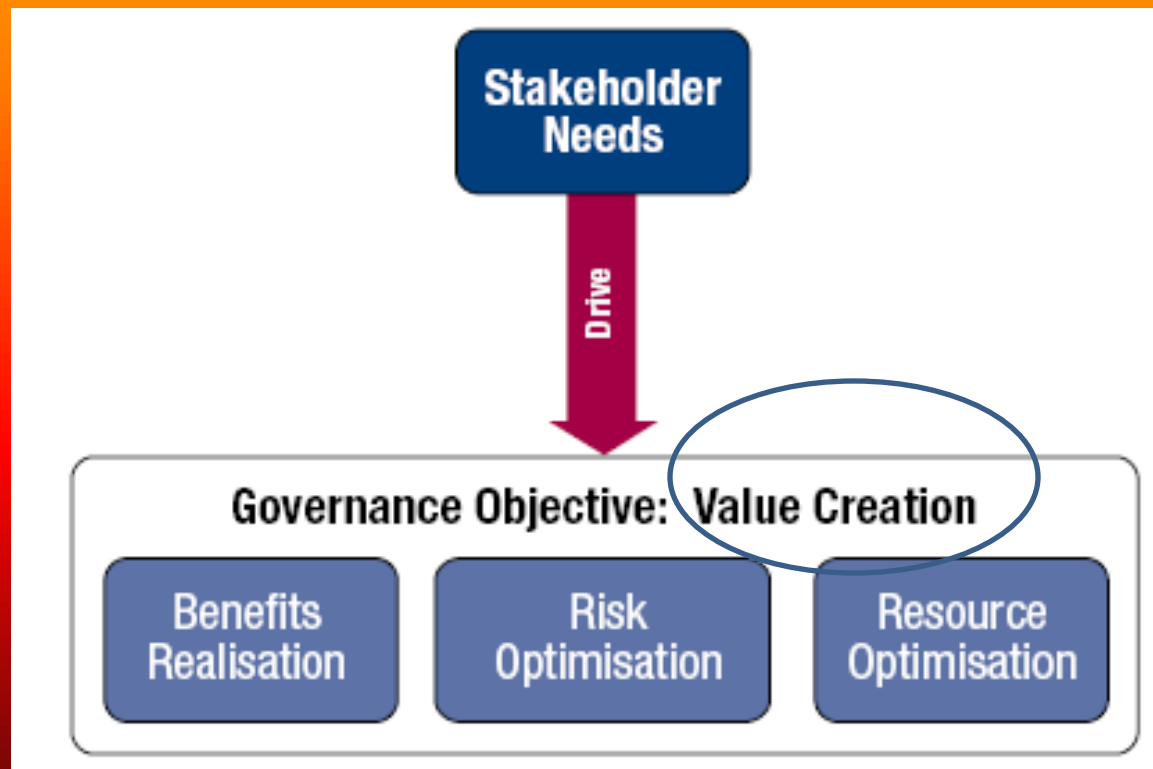 Stakeholder
Needs
Drive
Governance Objective: Value Creation
Benefits
Realisation
Risk
Optimisation
Resource
Optimisation